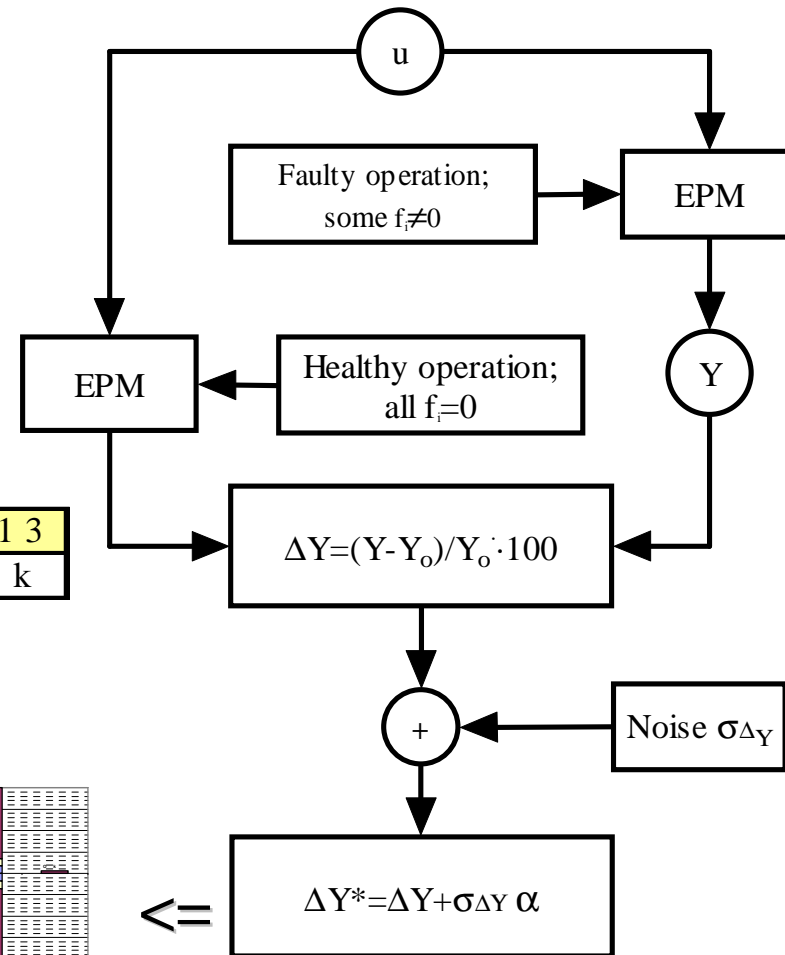 u
Faulty operation;
some fᵢ≠0
EPM
EPM
Healthy operation;
all fᵢ=0
Y
1 3
k
ΔY=(Y-Yₒ)/Yₒ·100
+
Noise σΔY
<=
ΔY*=ΔY+σΔY α